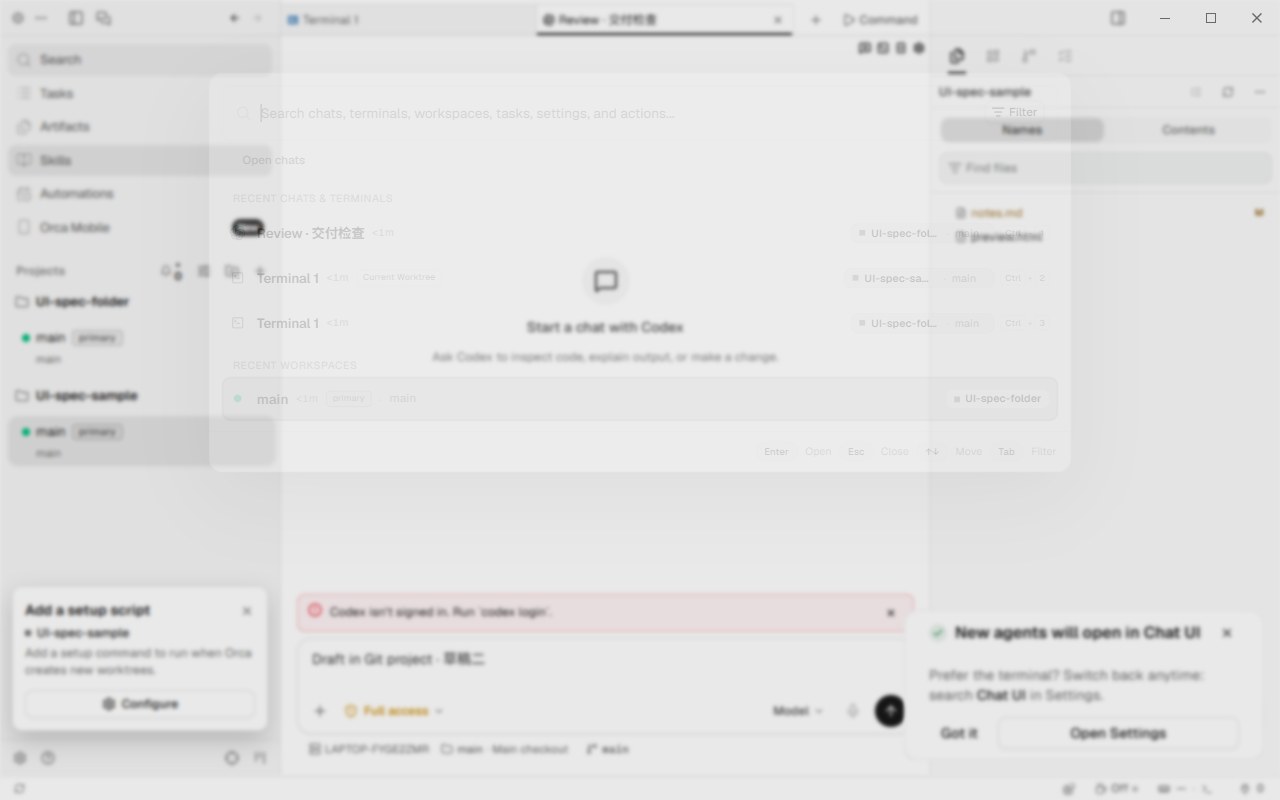 Terminal 1
Review · 交付检查
Command
Search
Tasks
Artifacts
Skills
Automations
Orca Mobile
Projects
UI-spec-folder
main primary
main
UI-spec-sample
main primary
main
Search chats, terminals, workspaces, tasks, settings, and actions...
Filter
Open chats
RECENT CHATS & TERMINALS
Review · 交付检查 <1m UI-spec-fol...
Terminal 1 <1m Current Worktree UI-spec-sa... main Ctrl + 2
Terminal 1 <1m UI-spec-fol... main Ctrl + 3
RECENT WORKSPACES
main <1m primary main UI-spec-folder
Enter Open Esc Close ↑↓ Move Tab Filter
Start a chat with Codex
Ask Codex to inspect code, explain output, or make a change.
UI-spec-sample
Names Contents
Find files
notes.md
preview.html
Add a setup script
UI-spec-sample
Add a setup command to run when Orca
creates new worktrees.
Configure
Codex isn't signed in. Run `codex login`.
Draft in Git project · 草稿二
Full access
Model
main · Main checkout
main
New agents will open in Chat UI
Prefer the terminal? Switch back anytime:
search Chat UI in Settings.
Got it
Open Settings
Off
0